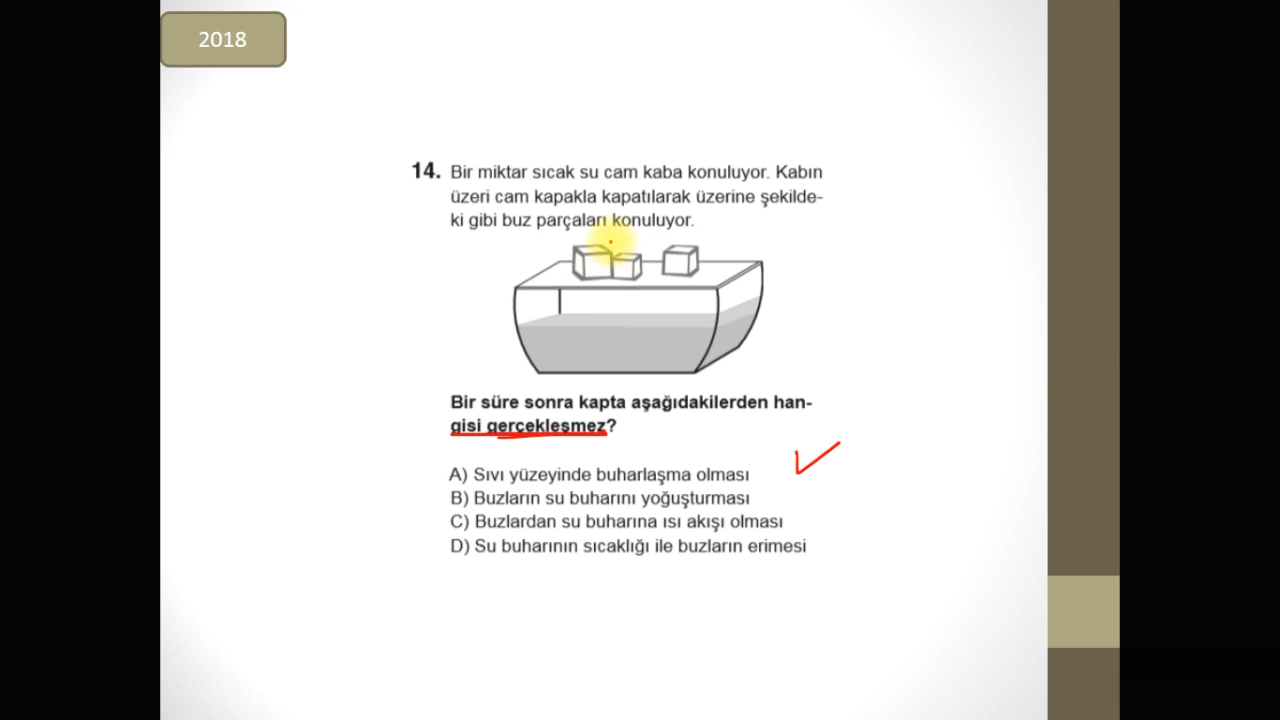 2018
14. Bir miktar sıcak su cam kaba konuluyor. Kabın
üzeri cam kapakla kapatılarak üzerine şekilde-
ki gibi buz parçaları konuluyor.
Bir süre sonra kapta aşağıdakilerden han-
gisi gerçekleşmez?
A) Sıvı yüzeyinde buharlaşma olması
B) Buzların su buharını yoğuşturması
C) Buzlardan su buharına ısı akışı olması
D) Su buharının sıcaklığı ile buzların erimesi